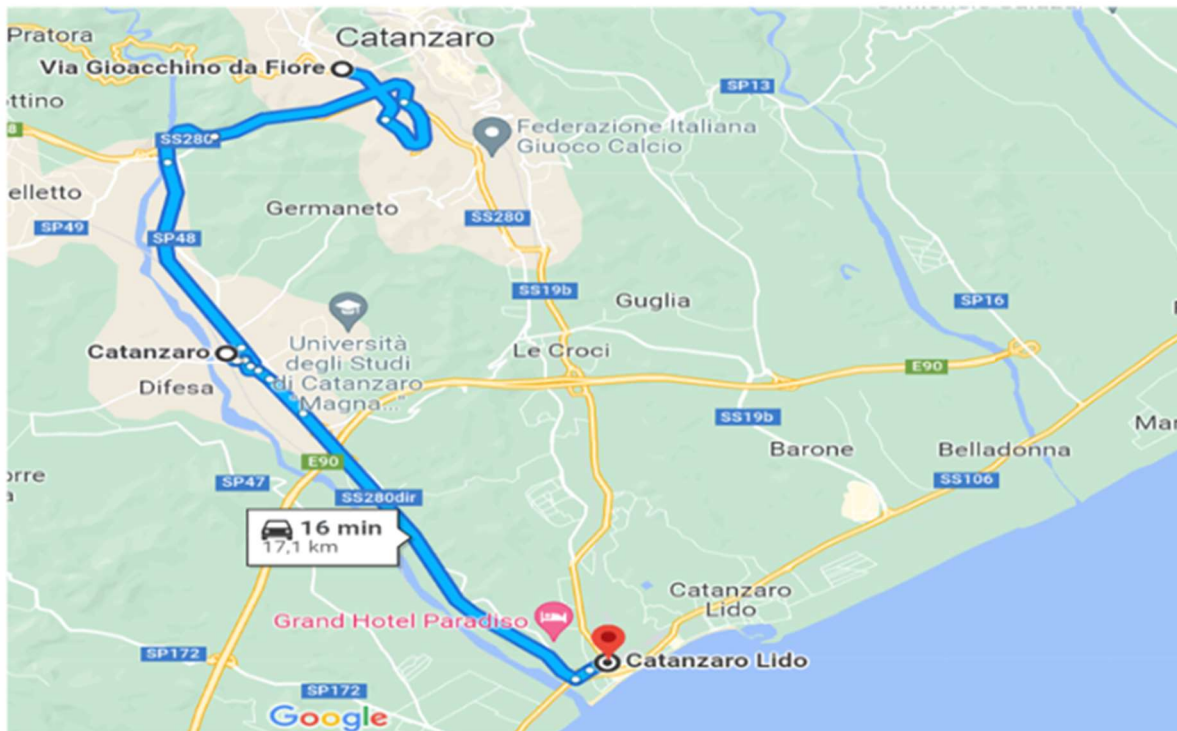 Pratora
Catanzaro
Via Gioacchino da Fiore
ottino
SP13
8
SS280
Federazione Italiana
Giuoco Calcio
elletto
Germaneto
SS280
SP49
SP48
SS19b
Guglia
SP16
Università
degli Studi
di Catanzaro
"Magna..."
Catanzaro
Le Croci
Difesa
E90
SS19b
Mar
Barone
Belladonna
E90
orre
a
SP47
SS280dir
SS106
16 min
17,1 km
Catanzaro
Lido
Grand Hotel Paradiso
SP172
Catanzaro Lido
SP172
Google